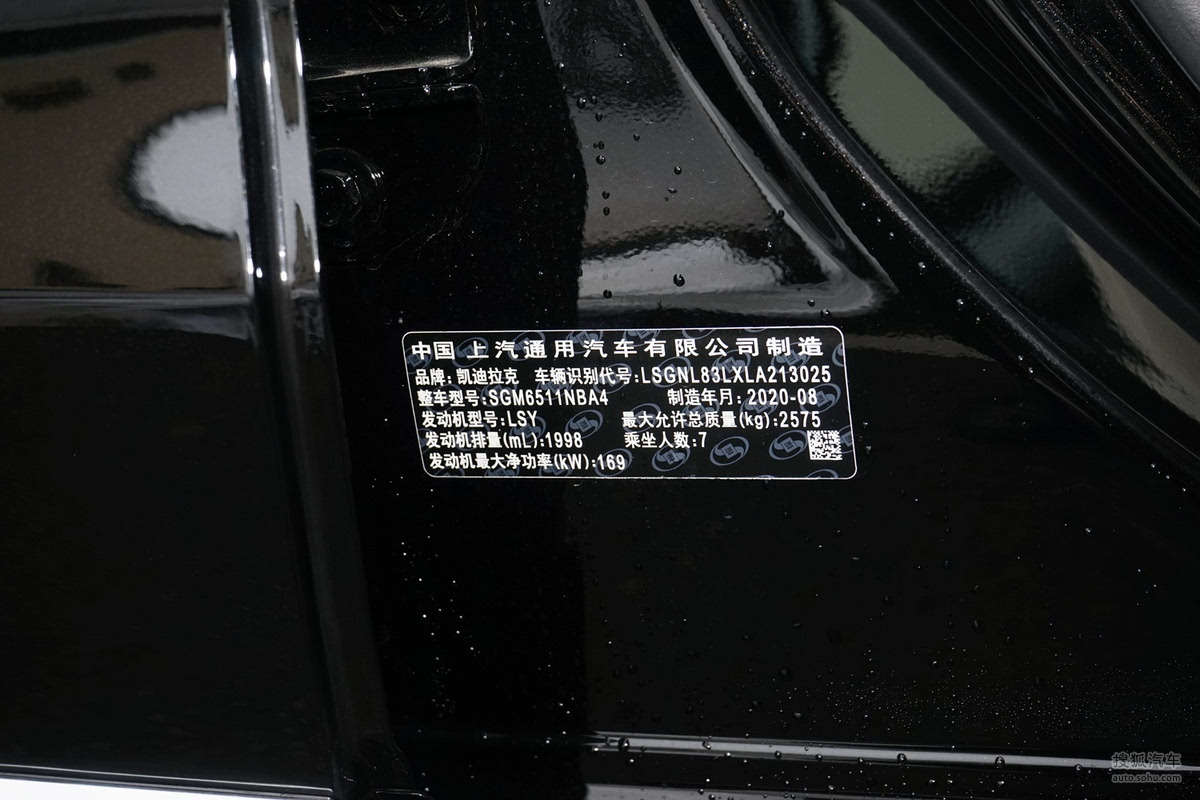 中国 上汽通用汽车有限公司制造
品牌:凯迪拉克 车辆识别代号:LSGNL83LXLA213025
整车型号:SGM6511NBA4 制造年月:2020-08
发动机型号:LSY 最大允许总质量(kg):2575
发动机排量(mL):1998 乘坐人数:7
发动机最大净功率(kW):169
搜狐汽车
auto.sohu.com